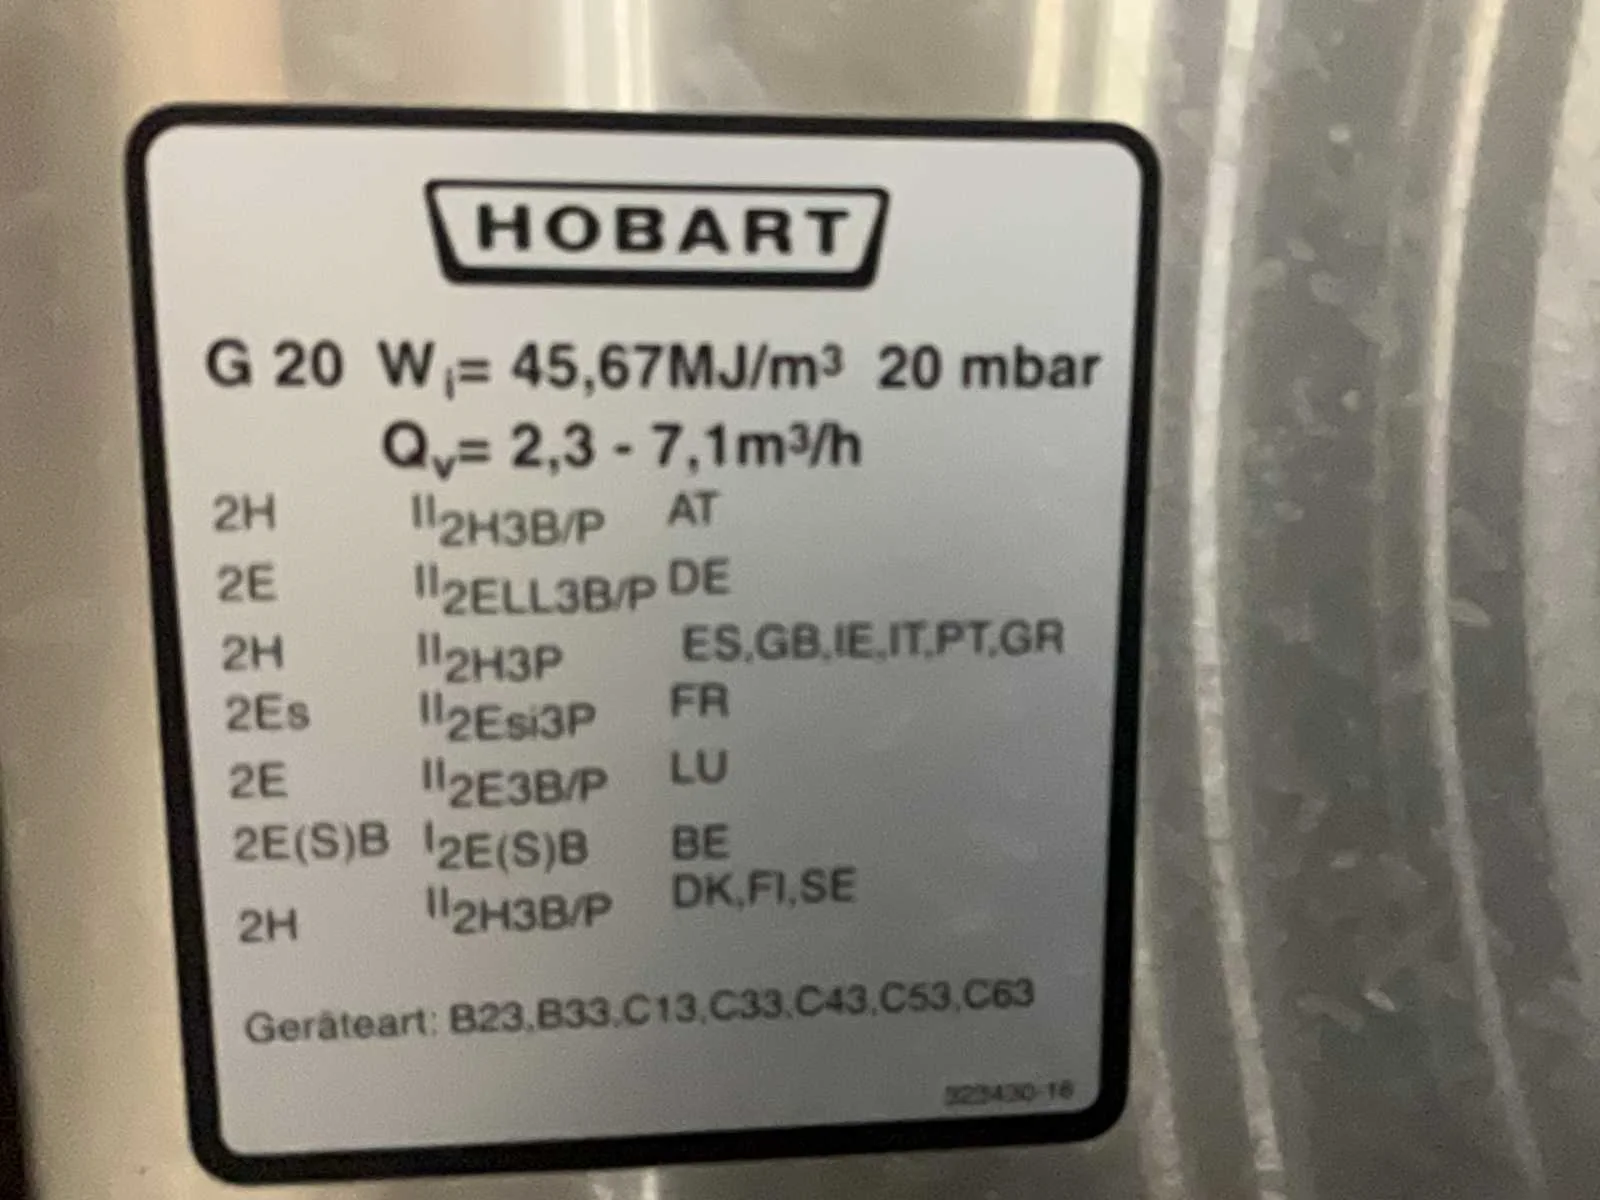 HOBART
G 20 Wi= 45,67MJ/m³ 20 mbar
Qv= 2,3 - 7,1m³/h
2H II2H3B/P AT
2E II2ELL3B/P DE
2H II2H3P ES,GB,IE,IT,PT,GR
2Es II2Esi3P FR
2E II2E3B/P LU
2E(S)B I2E(S)B BE
2H II2H3B/P DK,FI,SE
Geräteart: B23,B33,C13,C33,C43,C53,C63
323430-16